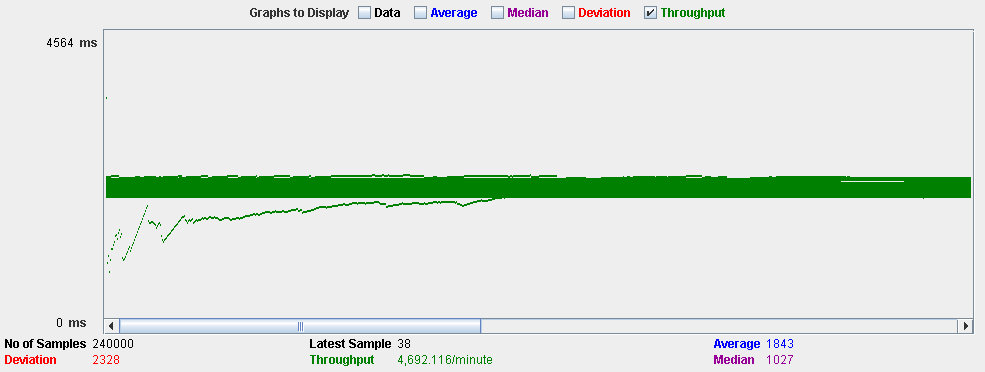 Graphs to Display Data Average Median Deviation Throughput
4564 ms
0 ms
No of Samples 240000 Latest Sample 38 Average 1843
Deviation 2328 Throughput 4,692.116/minute Median 1027